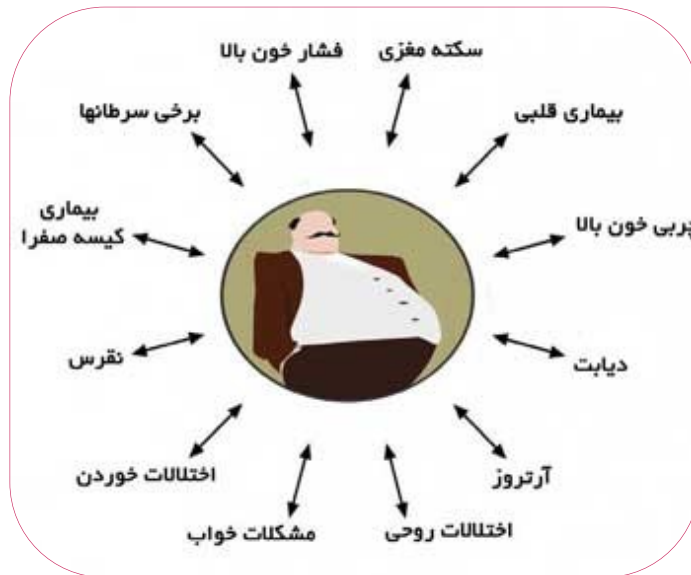 سکته مغزی
فشار خون بالا
بیماری قلبی
برخی سرطانها
چربی خون بالا
بیماری
کیسه صفرا
دیابت
نقرس
آرتروز
اختلالات خوردن
اختلالات روحی
مشکلات خواب